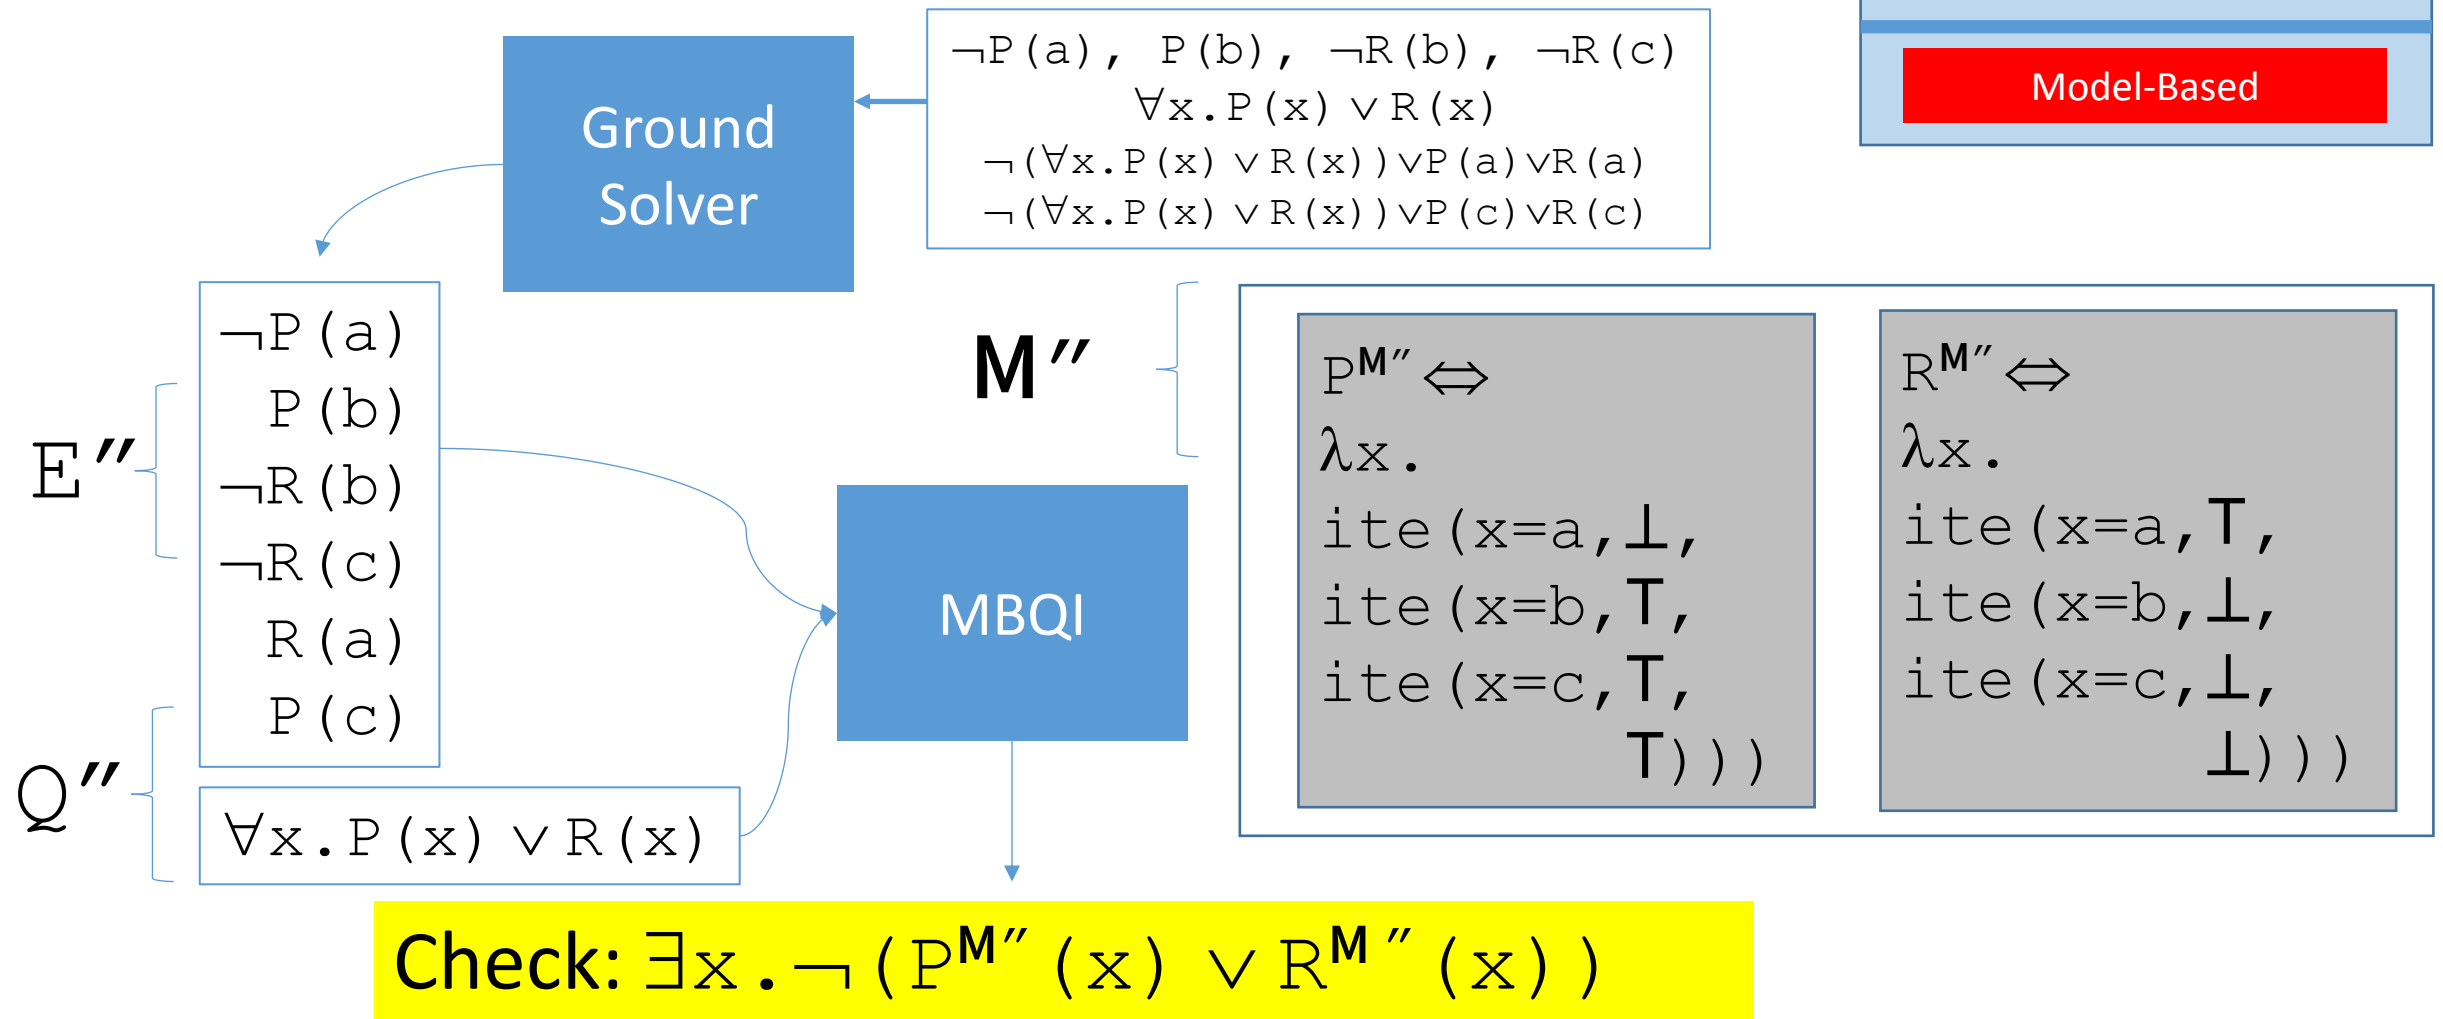 ¬P(a), P(b), ¬R(b), ¬R(c)
∀x.P(x)∨R(x)
¬(∀x.P(x)∨R(x))∨P(a)∨R(a)
¬(∀x.P(x)∨R(x))∨P(c)∨R(c)
Model-Based
Ground
Solver
E″
¬P(a)
P(b)
¬R(b)
¬R(c)
R(a)
P(c)
Q″
∀x.P(x)∨R(x)
MBQI
M″
P^M″⇔
λx.
ite(x=a,⊥,
ite(x=b,⊤,
ite(x=c,⊤,
⊤)))
R^M″⇔
λx.
ite(x=a,⊤,
ite(x=b,⊥,
ite(x=c,⊥,
⊥)))
Check: ∃x.¬(P^M″(x)∨R^M″(x))